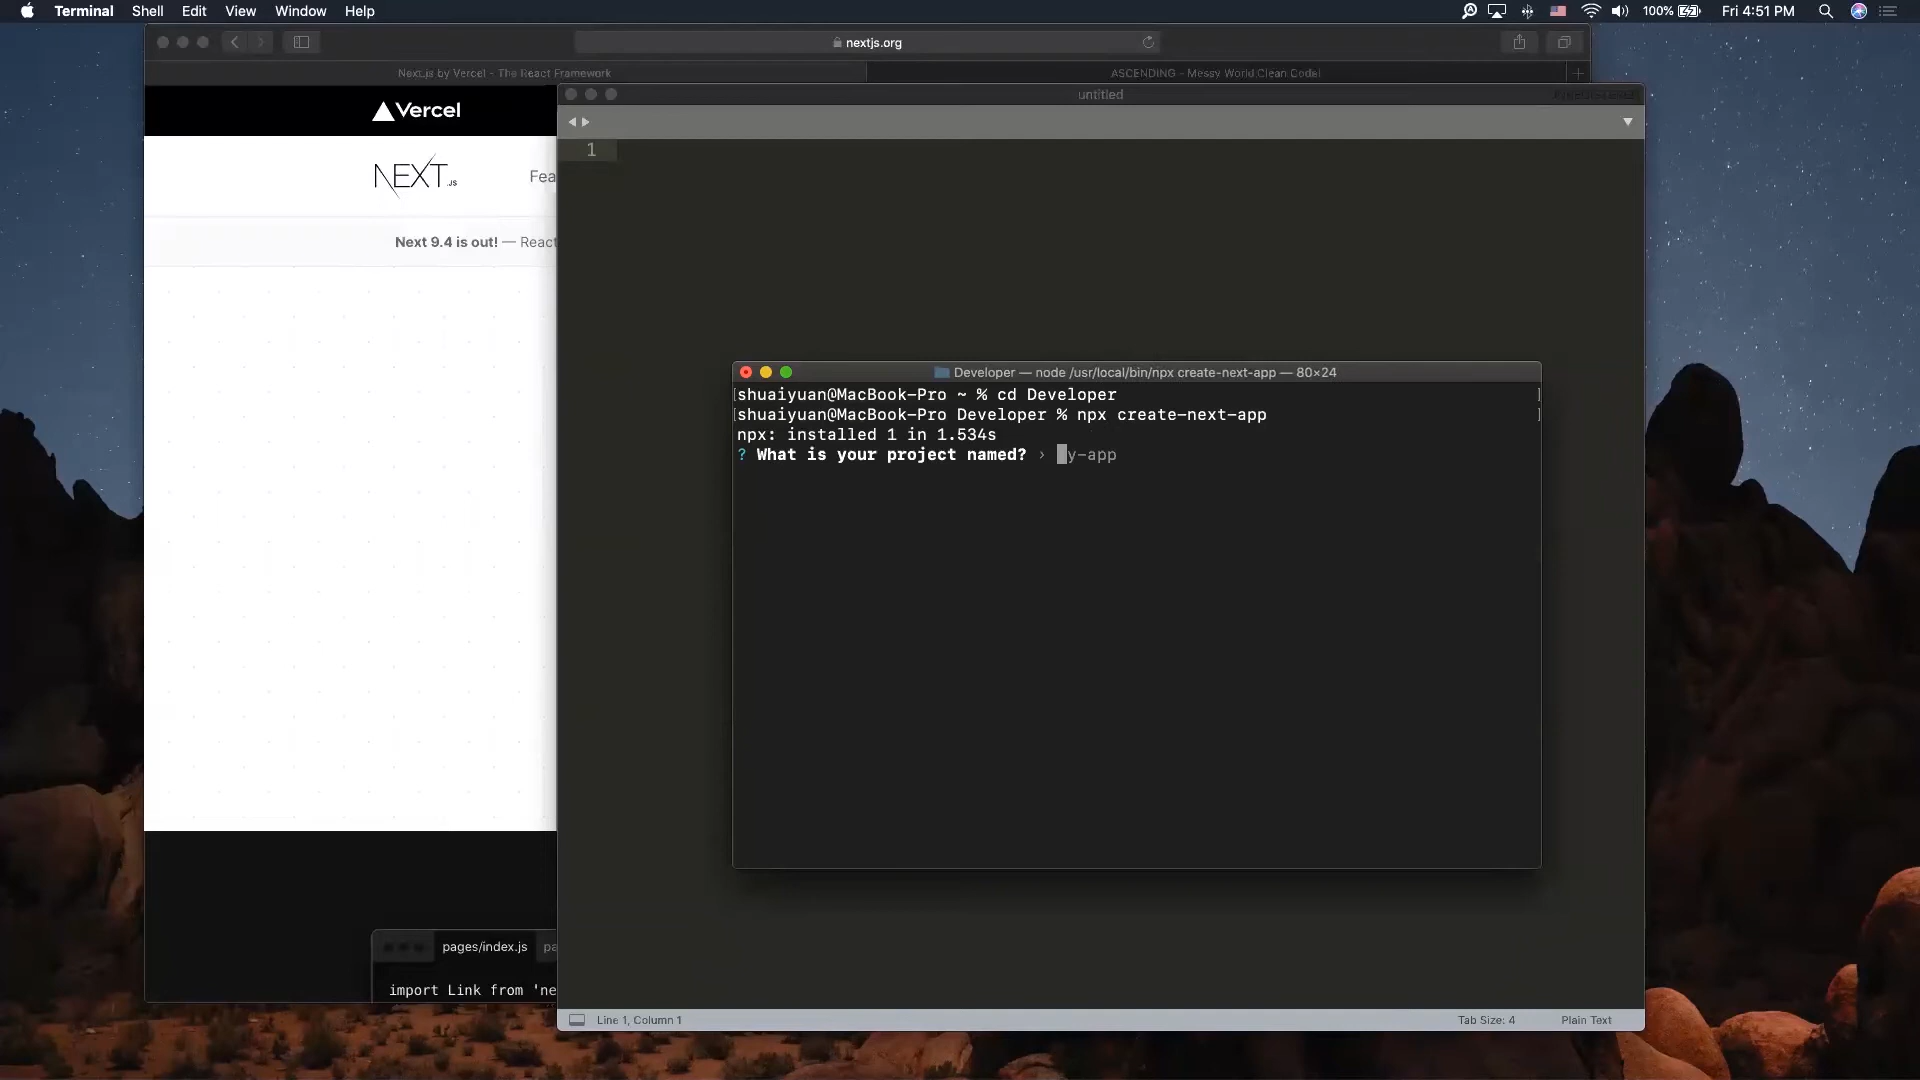 Terminal Shell Edit View Window Help
100% Fri 4:51 PM
nextjs.org
Next.js by Vercel - The React Framework
ASCENDING - Messy World,Clean Coda!
untitled
Vercel
1
NEXT.JS
Fea
Next 9.4 is out! — React
Developer — node /usr/local/bin/npx create-next-app — 80×24
[shuaiyuan@MacBook-Pro ~ % cd Developer ]
[shuaiyuan@MacBook-Pro Developer % npx create-next-app ]
npx: installed 1 in 1.534s
? What is your project named? › y-app
pages/index.js pa
import Link from 'ne
Line 1, Column 1
Tab Size: 4
Plain Text